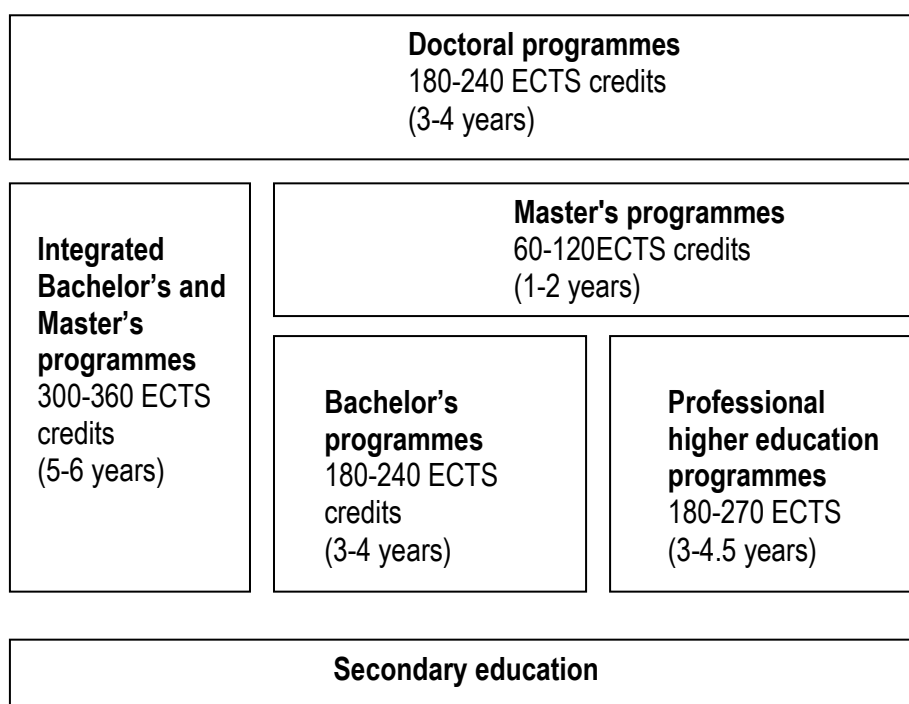 Doctoral programmes
180-240 ECTS credits
(3-4 years)
Integrated
Bachelor’s and
Master’s
programmes
300-360 ECTS
credits
(5-6 years)
Master's programmes
60-120ECTS credits
(1-2 years)
Bachelor’s
programmes
180-240 ECTS
credits
(3-4 years)
Professional
higher education
programmes
180-270 ECTS
(3-4.5 years)
Secondary education